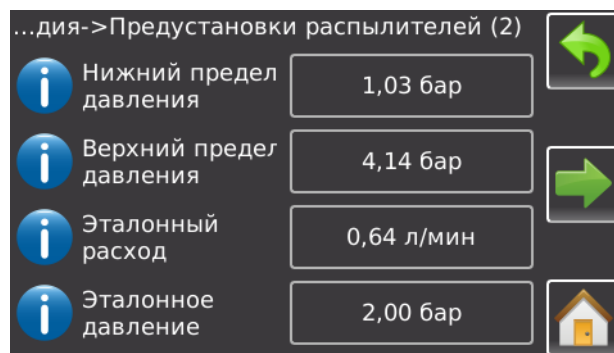 ...дия->Предустановки распылителей (2)
Нижний предел
давления
1,03 бар
Верхний предел
давления
4,14 бар
Эталонный
расход
0,64 л/мин
Эталонное
давление
2,00 бар